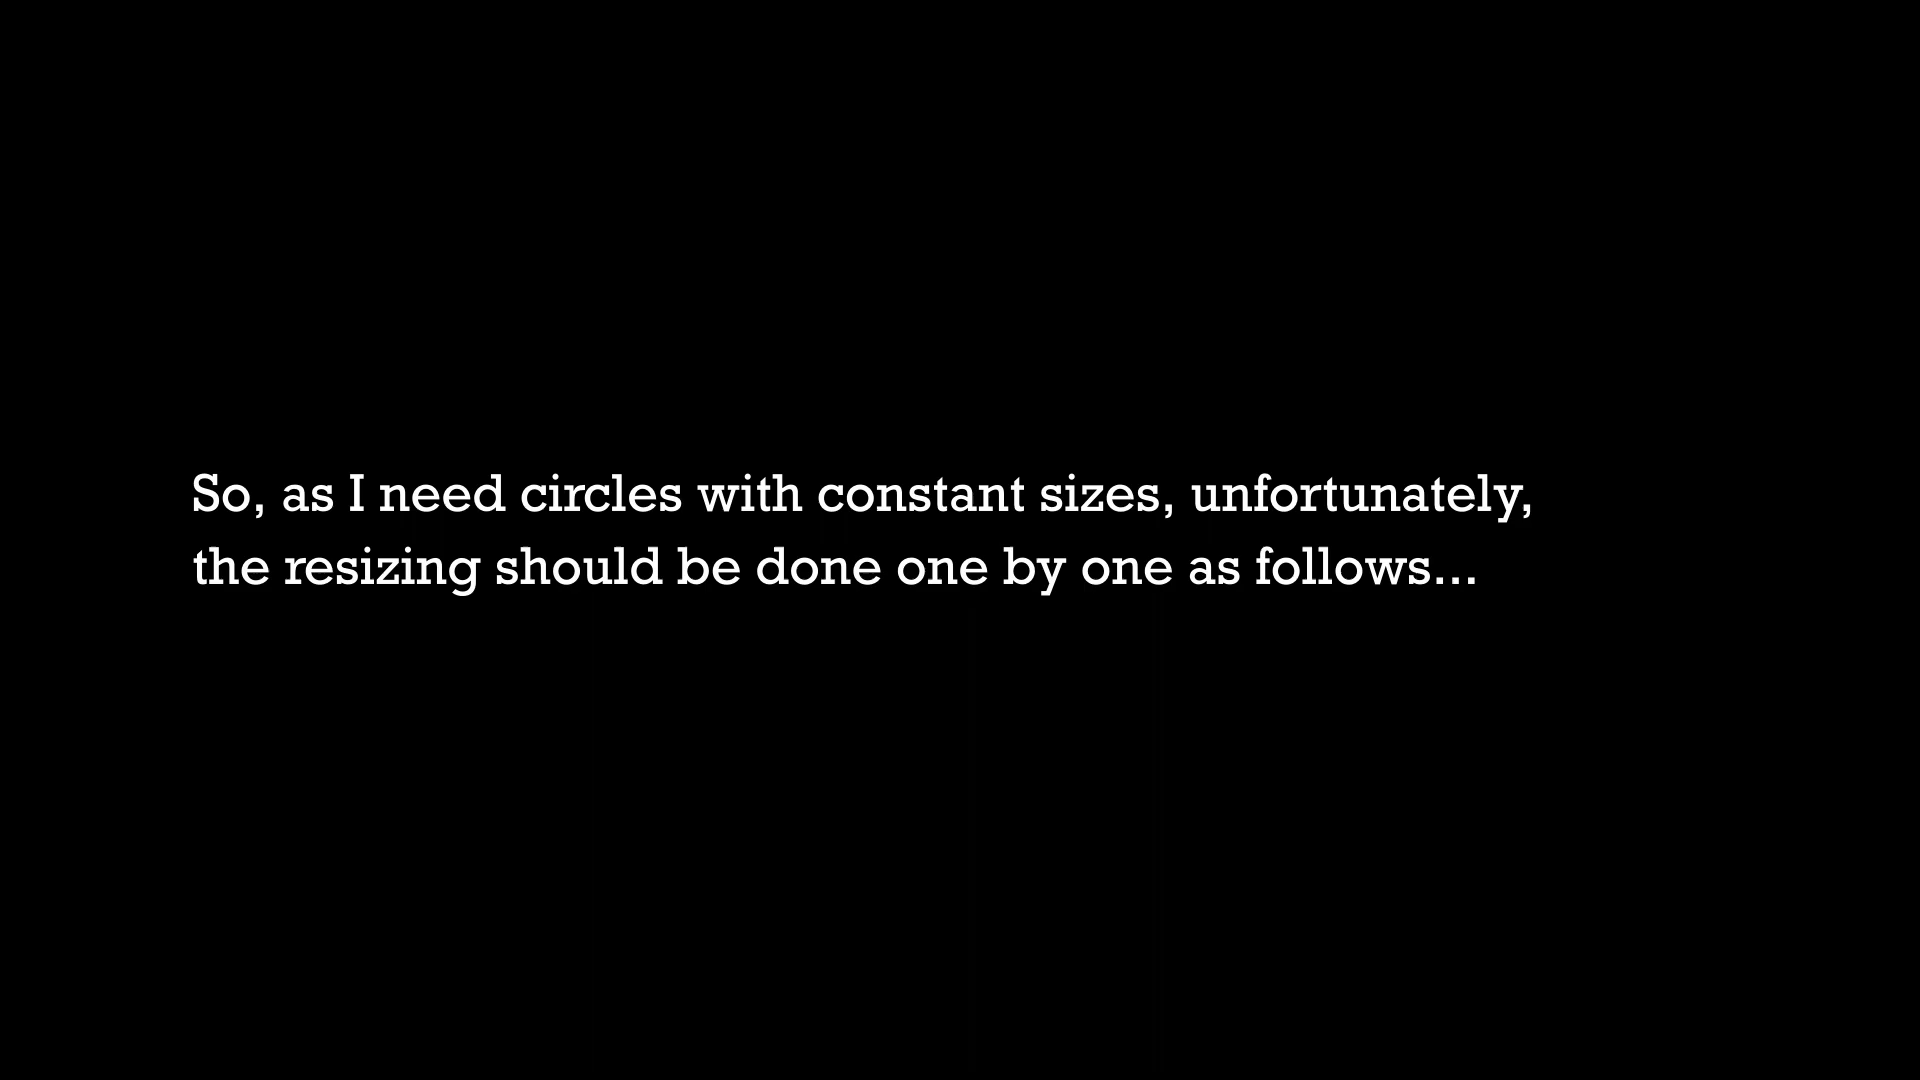 So, as I need circles with constant sizes, unfortunately,
the resizing should be done one by one as follows...